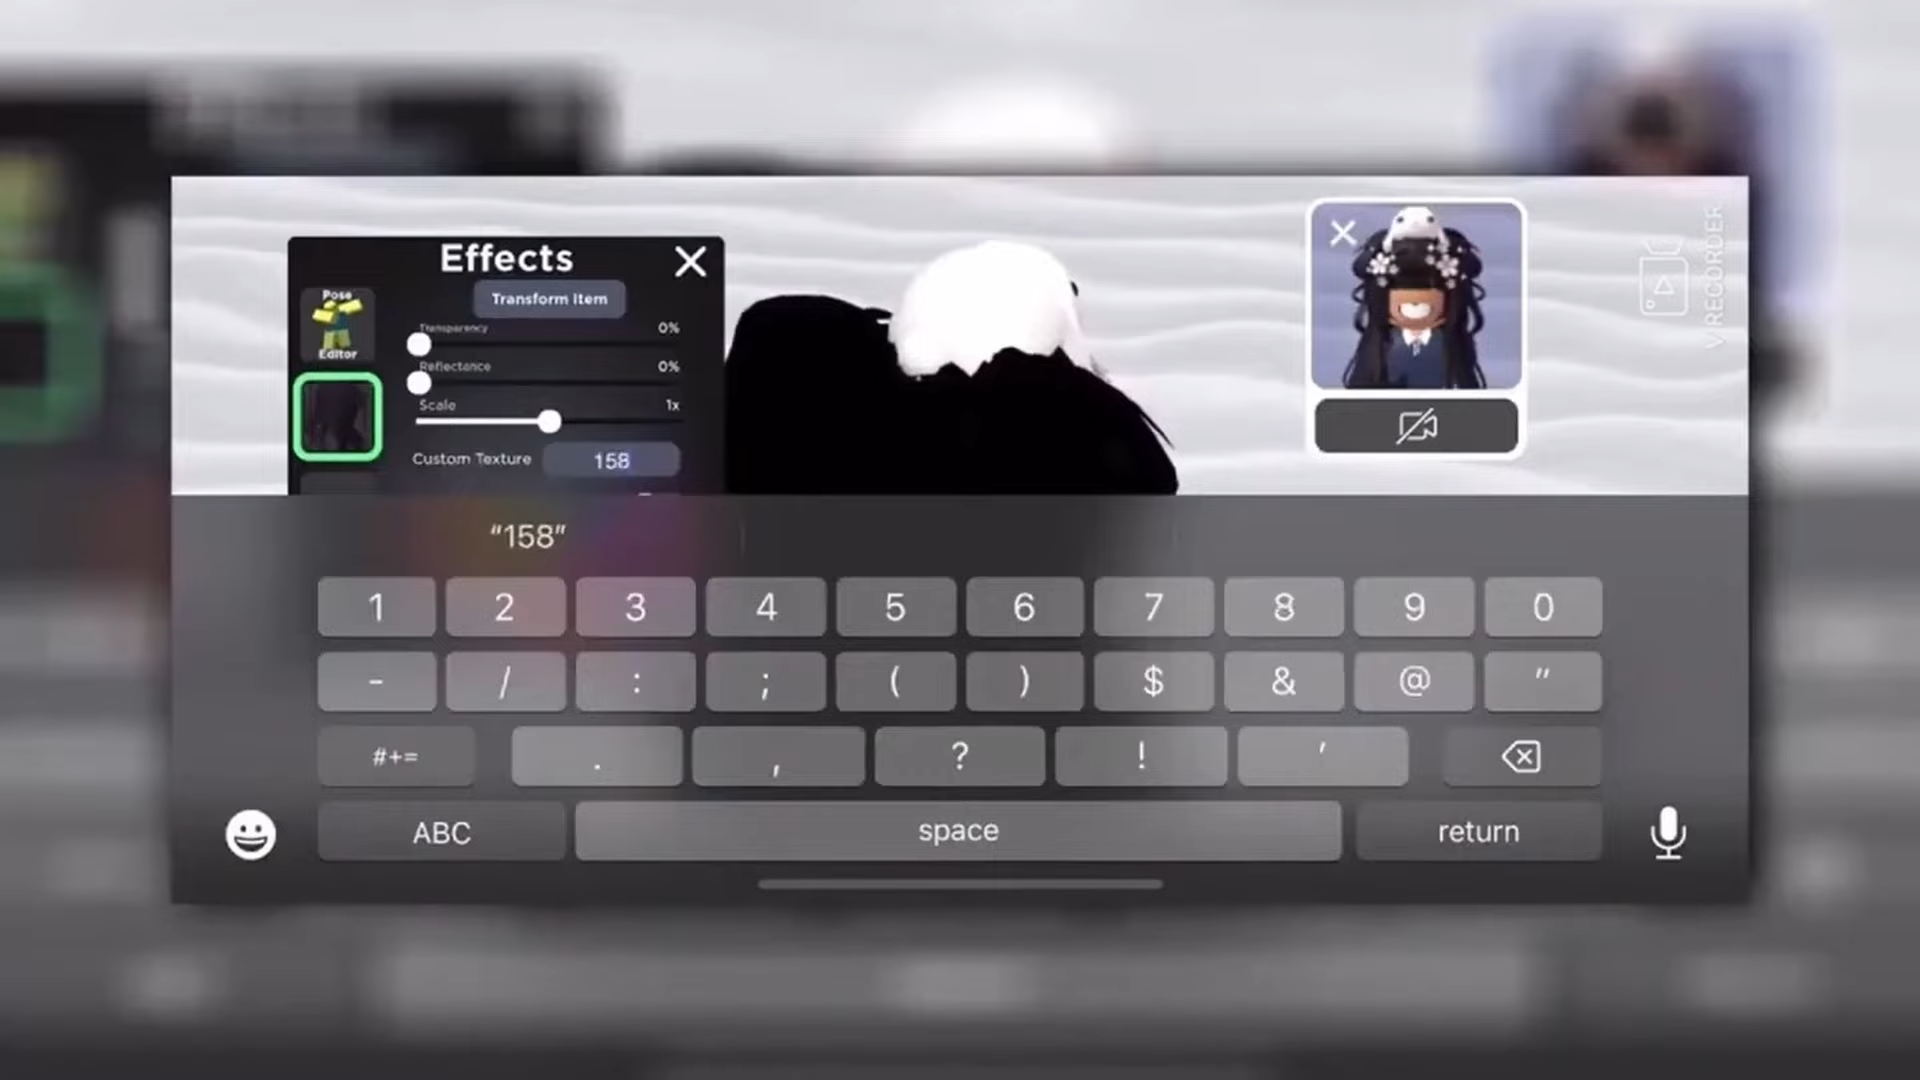 Effects
Transform Item
Pose
Editor
Transparency 0%
Reflectance 0%
Scale 1x
Custom Texture 158
VRECORDER
“158”
1 2 3 4 5 6 7 8 9 0
- / : ; ( ) $ & @ "
#+= . , ? ! '
ABC space return